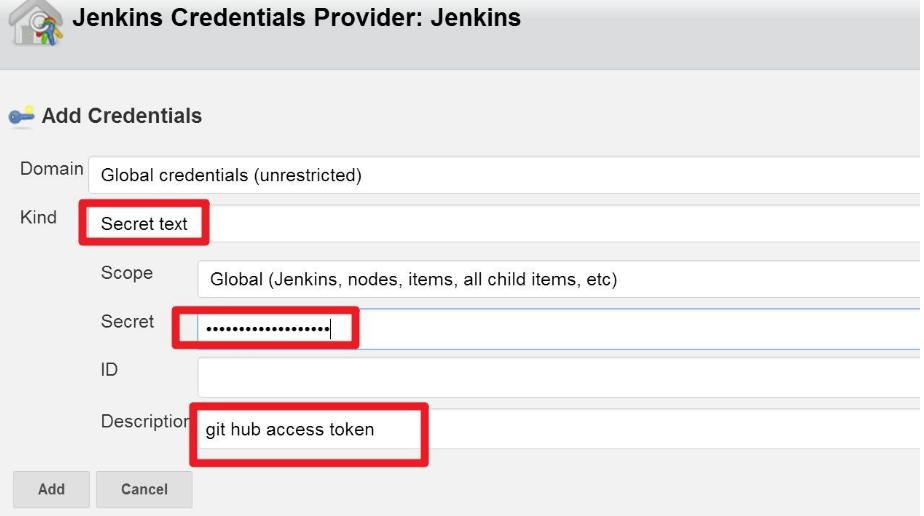 Jenkins Credentials Provider: Jenkins
Add Credentials
Domain Global credentials (unrestricted)
Kind Secret text
Scope Global (Jenkins, nodes, items, all child items, etc)
Secret •••••••••••••••••••
ID
Description git hub access token
Add Cancel